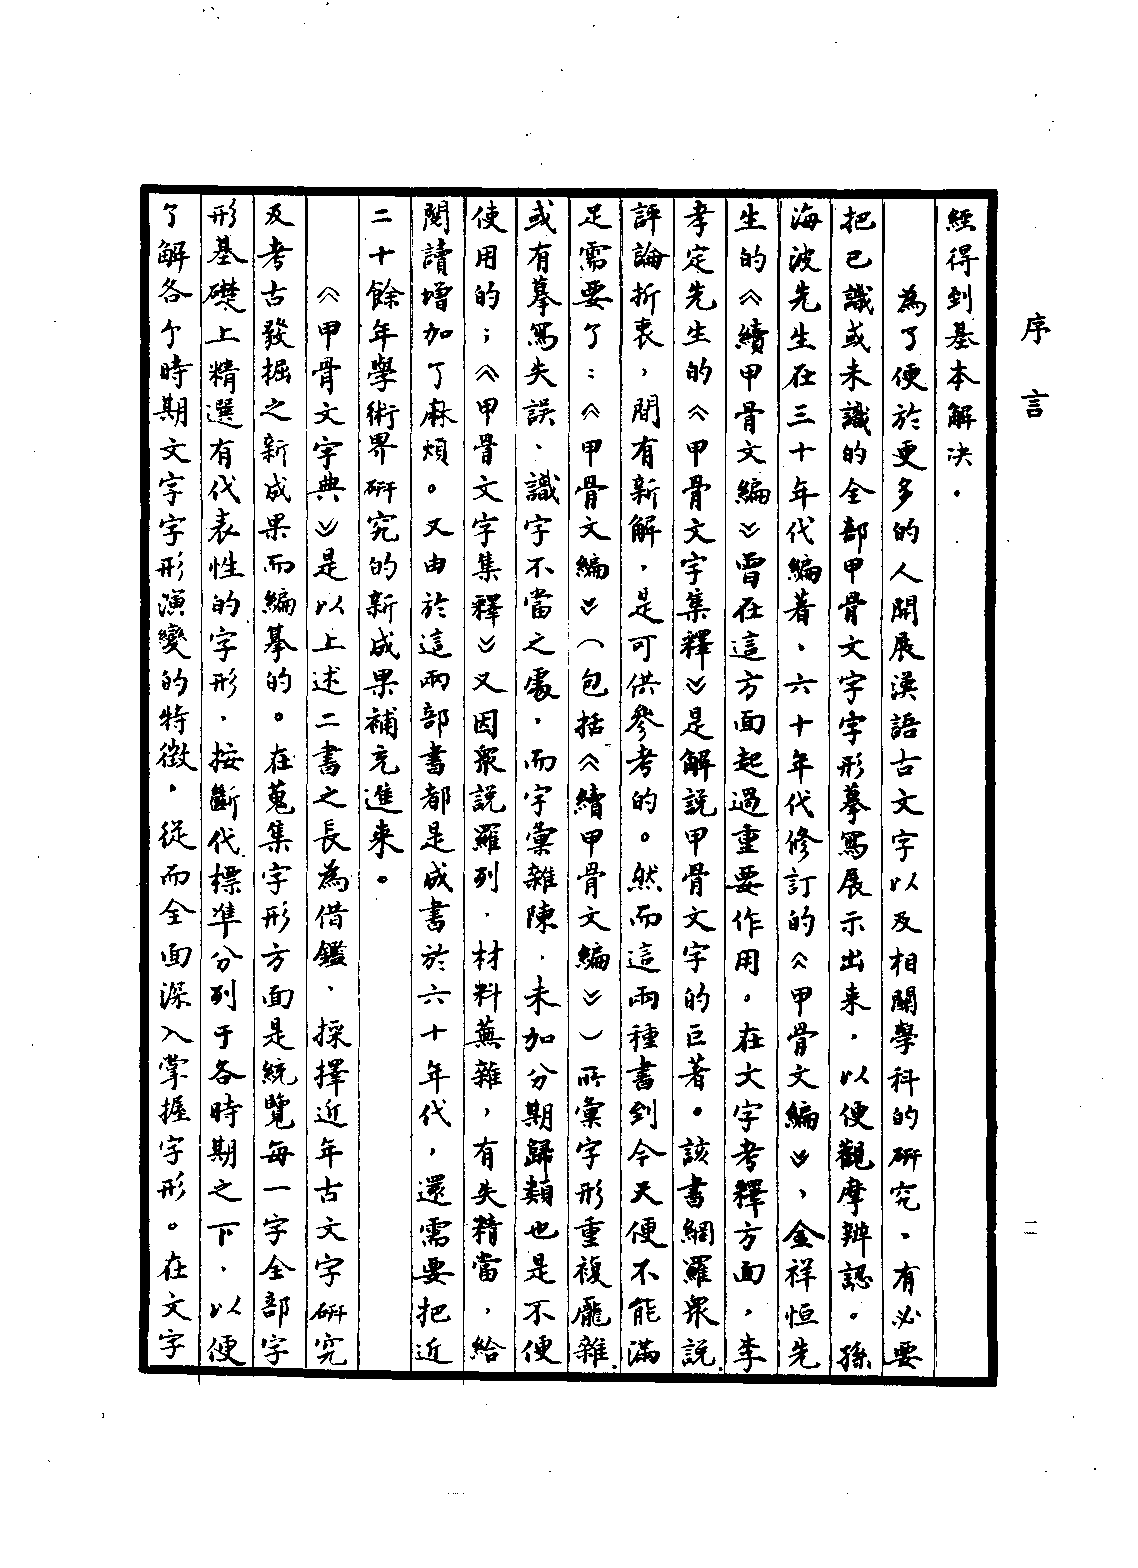 序言
二
經得到基本解决。
為了便於更多的人開展漢語古文字以及相關學科的研究，有必要
把已識或未識的全部甲骨文字字形摹寫展示出来，以便觀摩辨認。孫
海波先生在三十年代編著、六十年代修訂的《甲骨文編》，金祥恒先
生的《續甲骨文編》曾在這方面起過重要作用。在文字考釋方面，李
孝定先生的《甲骨文字集釋》是解説甲骨文字的巨著。該書網羅衆説，
評論折衷，間有新解，是可供參考的。然而這兩種書到今天便不能滿
足需要了：《甲骨文編》（包括《續甲骨文編》）所彙字形重複龐雜，
或有摹寫失誤、識字不當之處，而字彙雜陳，未加分期歸類也是不便
使用的；《甲骨文字集釋》又因衆説羅列，材料蕪雜，有失精當，給
閱讀增加了麻煩。又由於這兩部書都是成書於六十年代，還需要把近
二十餘年學術界研究的新成果補充進来。
《甲骨文字典》是以上述二書之長為借鑑，採擇近年古文字研究
及考古發掘之新成果而編摹的。在蒐集字形方面是統覽每一字全部字
形基礎上精選有代表性的字形，按斷代標準分列于各時期之下，以便
了解各个時期文字字形演變的特徵，從而全面深入掌握字形。在文字